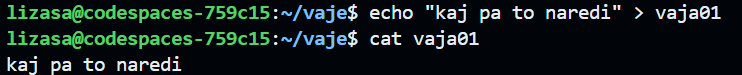 lizasa@codespaces-759c15:~/vaje$ echo "kaj pa to naredi" > vaja01
lizasa@codespaces-759c15:~/vaje$ cat vaja01
kaj pa to naredi